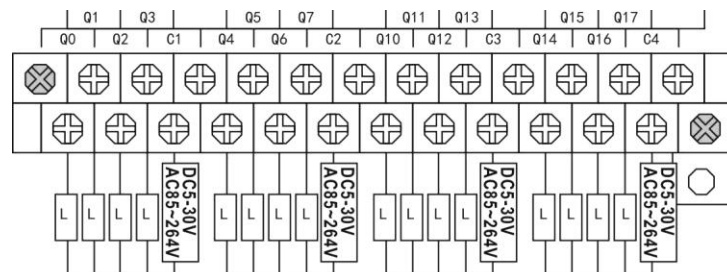 Q1 Q3 Q5 Q7 Q11 Q13 Q15 Q17
Q0 Q2 C1 Q4 Q6 C2 Q10 Q12 C3 Q14 Q16 C4
L L L L DC5-30V
AC85~264V
L L L L DC5-30V
AC85~264V
L L L L DC5-30V
AC85~264V
L L L L DC5-30V
AC85~264V